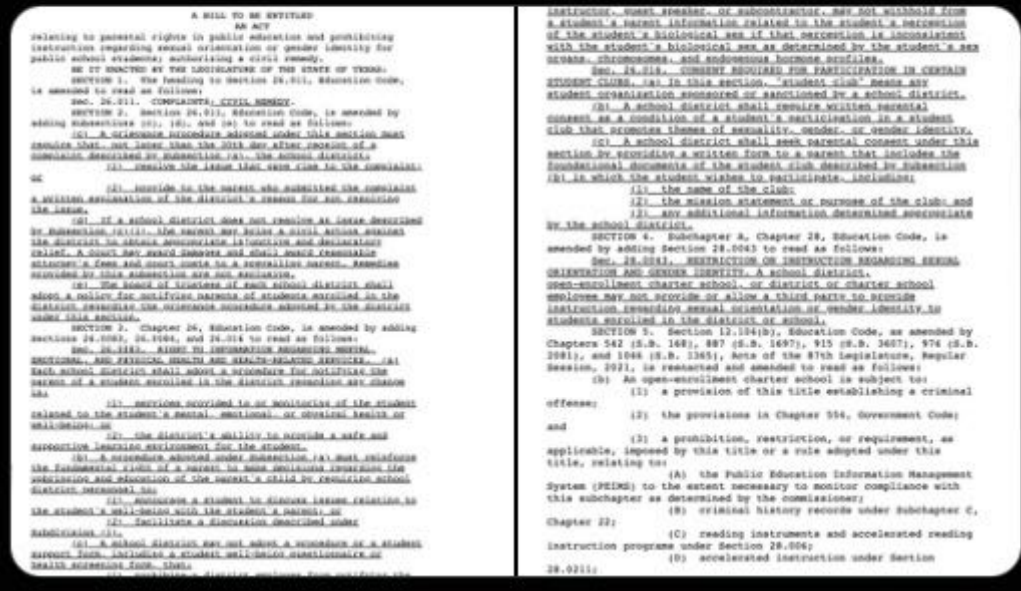 A BILL TO BE ENTITLED
AN ACT
relating to parental rights in public education and prohibiting
instruction regarding sexual orientation or gender identity for
public school students; authorizing a civil remedy.
BE IT ENACTED BY THE LEGISLATURE OF THE STATE OF TEXAS:
SECTION 1. The heading to Section 26.011, Education Code,
is amended to read as follows:
Sec. 26.011. COMPLAINTS; CIVIL REMEDY.
SECTION 2. Section 26.011, Education Code, is amended by
adding Subsections (c), (d), and (e) to read as follows:
(c) A grievance procedure adopted under this section must
require that, not later than the 30th day after receipt of a
complaint described by Subsection (a), the school district:
(1) resolve the issue that gave rise to the complaint;
or
(2) provide to the parent who submitted the complaint
a written explanation of the district's reason for not resolving
the issue.
(d) If a school district does not resolve an issue described
by Subsection (c)(1), the parent may bring a civil action against
the district to obtain appropriate injunctive and declaratory
relief. A court may award damages and shall award reasonable
attorney's fees and court costs to a prevailing parent. Remedies
provided by this subsection are not exclusive.
(e) The board of trustees of each school district shall
adopt a policy for notifying parents of students enrolled in the
district regarding the grievance procedure adopted by the district
under this section.
SECTION 3. Chapter 26, Education Code, is amended by adding
Sections 26.0083, and 26.016 to read as follows:
RIGHT TO INFORMATION REGARDING MENTAL,
EMOTIONAL, AND PHYSICAL HEALTH AND HEALTH-RELATED SERVICES. (a)
Each school district shall adopt a procedure for notifying the
parent of a student enrolled in the district regarding any change
in:
(1) services provided to or monitoring of the student
related to the student's mental, emotional, or physical health or
well-being; or
(2) the district's ability to provide a safe and
supportive learning environment for the student.
(b) A procedure adopted under Subsection (a) must reinforce
the fundamental right of a parent to make decisions regarding the
upbringing and education of the parent's child by requiring school
district personnel to:
(1) encourage a student to discuss issues relating to
the student's well-being with the student's parent; or
(2) facilitate a discussion described under
Subdivision (1).
(c) A school district may not adopt a procedure or a student
support form, including a student well-being questionnaire or
health screening form, that:
(1) prohibits a district employee from notifying the
instructor, guest speaker, or subcontractor, may not withhold from
a student's parent information related to the student's perception
of the student's biological sex if that perception is inconsistent
with the student's biological sex as determined by the student's sex
organs, chromosomes, and endogenous hormone profiles.
Sec. 26.016. CONSENT REQUIRED FOR PARTICIPATION IN CERTAIN
STUDENT CLUBS. (a) In this section, "student club" means any
student organization sponsored or sanctioned by a school district.
(b) A school district shall require written parental
consent as a condition of a student's participation in a student
club that promotes themes of sexuality, gender, or gender identity.
(c) A school district shall seek parental consent under this
section by providing a written form to a parent that includes the
foundational documents of the student club described by Subsection
(b) in which the student wishes to participate, including:
(1) the name of the club;
(2) the mission statement or purpose of the club; and
(3) any additional information determined appropriate
by the school district.
SECTION 4. Subchapter A, Chapter 28, Education Code, is
amended by adding Section 28.0043 to read as follows:
Sec. 28.0043. RESTRICTION ON INSTRUCTION REGARDING SEXUAL
ORIENTATION AND GENDER IDENTITY. A school district,
open-enrollment charter school, or district or charter school
employee may not provide or allow a third party to provide
instruction regarding sexual orientation or gender identity to
students enrolled in the district or school.
SECTION 5. Section 12.104(b), Education Code, as amended by
Chapters 542 (S.B. 168), 887 (S.B. 1697), 915 (H.B. 3607), 974 (S.B.
2081), and 1046 (S.B. 1365), Acts of the 87th Legislature, Regular
Session, 2021, is reenacted and amended to read as follows:
(b) An open-enrollment charter school is subject to:
(1) a provision of this title establishing a criminal
offense;
(2) the provisions in Chapter 554, Government Code;
and
(3) a prohibition, restriction, or requirement, as
applicable, imposed by this title or a rule adopted under this
title, relating to:
(A) the Public Education Information Management
System (PEIMS) to the extent necessary to monitor compliance with
this subchapter as determined by the commissioner;
(B) criminal history records under Subchapter C,
Chapter 22;
(C) reading instruments and accelerated reading
instruction programs under Section 28.006;
(D) accelerated instruction under Section
28.0211;